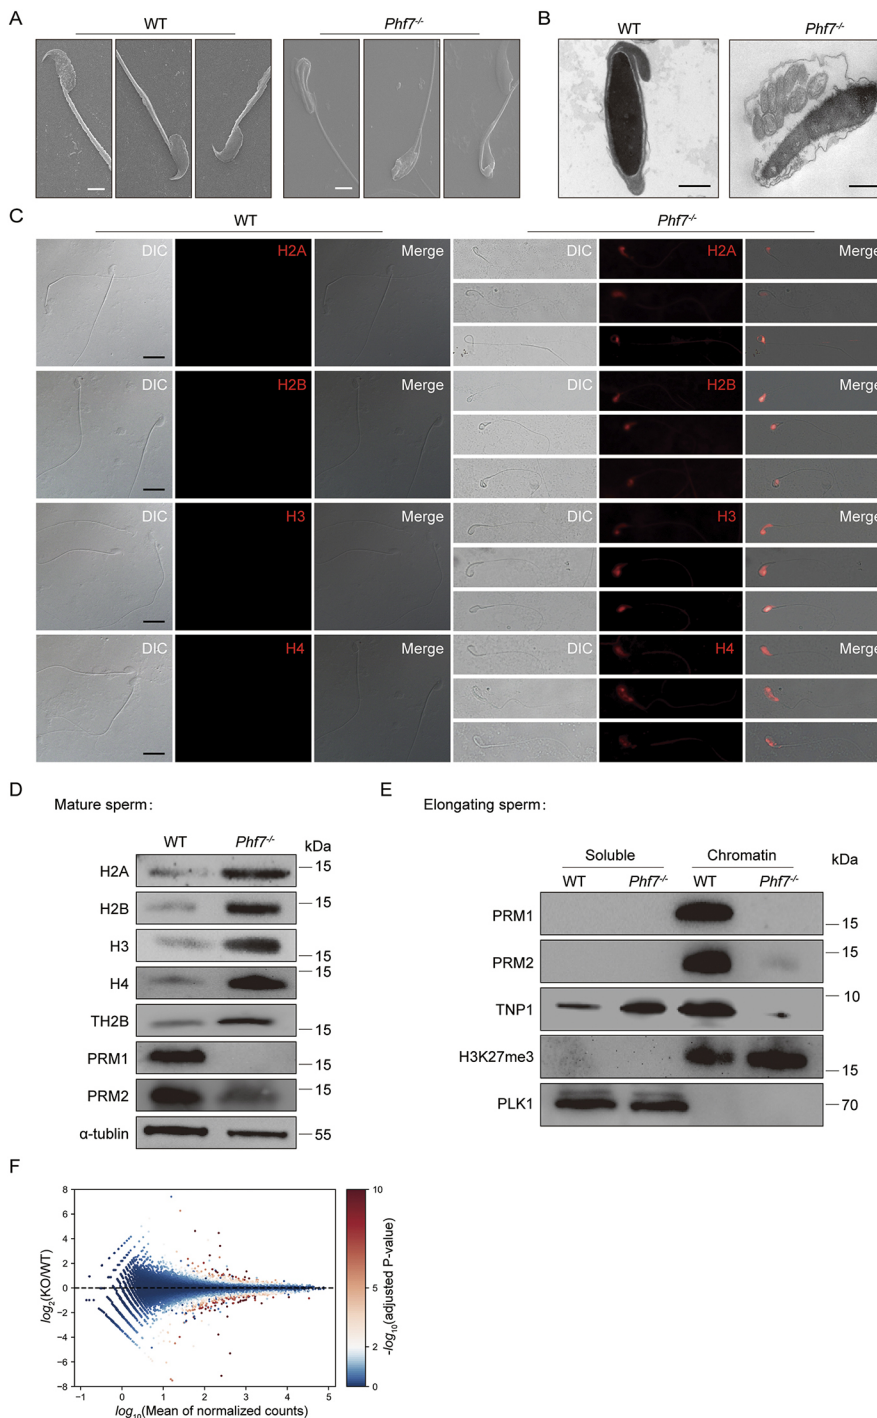 A
WT
Phf7-/-
B
WT
Phf7-/-
C
WT
Phf7-/-
DIC
H2A
Merge
DIC
H2A
Merge
DIC
H2B
Merge
DIC
H2B
Merge
DIC
H3
Merge
DIC
H3
Merge
DIC
H4
Merge
DIC
H4
Merge
D
Mature sperm:
WT
Phf7-/-
kDa
H2A
15
H2B
15
H3
15
H4
15
TH2B
15
PRM1
15
PRM2
15
α-tublin
55
E
Elongating sperm:
Soluble
Chromatin
kDa
WT
Phf7-/-
WT
Phf7-/-
PRM1
15
PRM2
15
TNP1
10
H3K27me3
15
PLK1
70
F
log2(KO/WT)
8
6
4
2
0
−2
−4
−6
−8
−1
0
1
2
3
4
5
log10(Mean of normalized counts)
10
5
2
0
-log10(adjusted P-value)